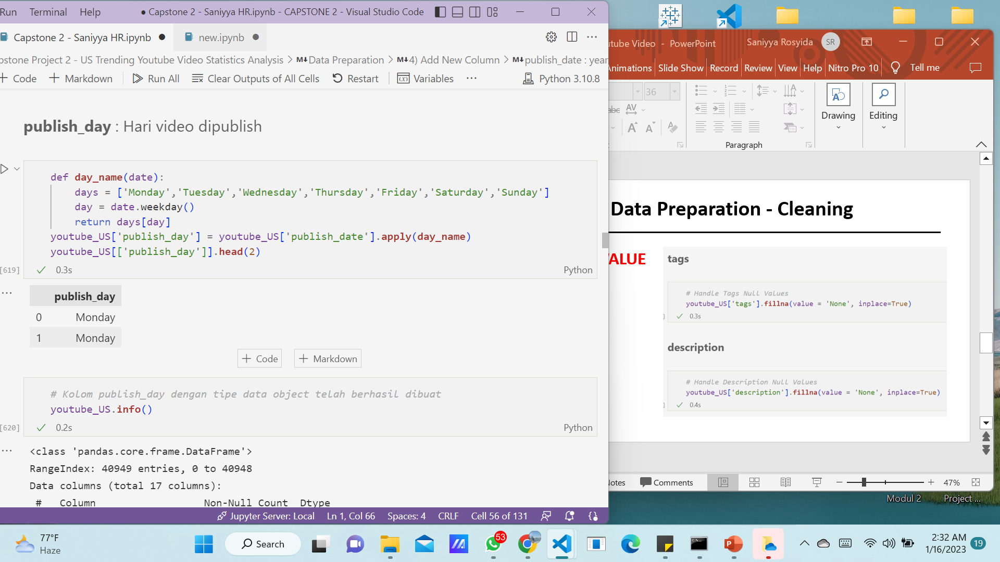 Run Terminal Help ● Capstone 2 - Saniyya HR.ipynb - CAPSTONE 2 - Visual Studio Code
Capstone 2 - Saniyya HR.ipynb ● new.ipynb ●
pstone Project 2 - US Trending Youtube Video Statistics Analysis > M↓Data Preparation > M↓4) Add New Column > M↓publish_date : year
+ Code + Markdown Run All Clear Outputs of All Cells Restart Variables ... Python 3.10.8
publish_day : Hari video dipublish
def day_name(date):
    days = ['Monday','Tuesday','Wednesday','Thursday','Friday','Saturday','Sunday']
    day = date.weekday()
    return days[day]
youtube_US['publish_day'] = youtube_US['publish_date'].apply(day_name)
youtube_US[['publish_day']].head(2)
[619] ✓ 0.3s Python
publish_day
0 Monday
1 Monday
+ Code + Markdown
# Kolom publish_day dengan tipe data object telah berhasil dibuat
youtube_US.info()
[620] ✓ 0.2s Python
<class 'pandas.core.frame.DataFrame'>
RangeIndex: 40949 entries, 0 to 40948
Data columns (total 17 columns):
# Column Non-Null Count Dtype
Jupyter Server: Local Ln 1, Col 66 Spaces: 4 CRLF Cell 56 of 131
utube Video - PowerPoint Saniyya Rosyida SR
Animations Slide Show Record Review View Help Nitro Pro 10 Tell me
36
abc AV
A A
Drawing
Editing
Paragraph
Data Preparation - Cleaning
VALUE
tags
# Handle Tags Null Values
youtube_US['tags'].fillna(value = 'None', inplace=True)
✓ 0.3s
description
# Handle Description Null Values
youtube_US['description'].fillna(value = 'None', inplace=True)
✓ 0.4s
Notes Comments 47%
Modul 2 Project ...
77°F
Haze
Search
53
2:32 AM
1/16/2023
19